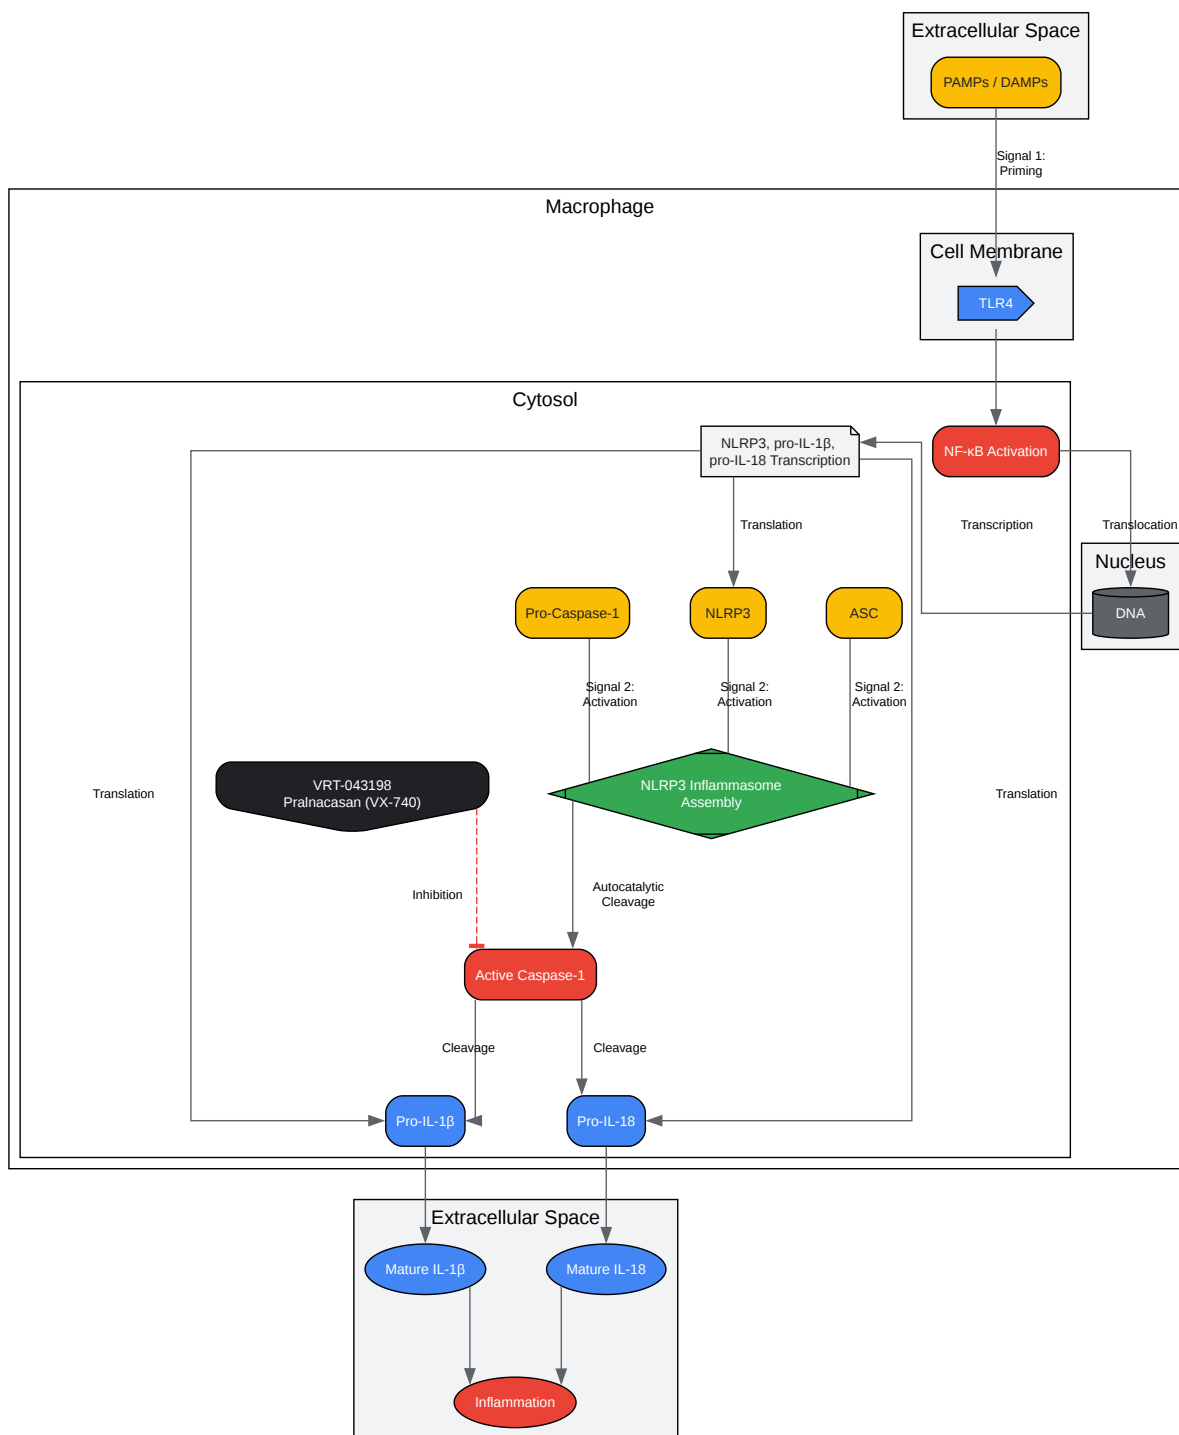 Extracellular Space
PAMPs / DAMPs
Signal 1:
Priming
Macrophage
Cell Membrane
TLR4
Cytosol
NLRP3, pro-IL-1β,
pro-IL-18 Transcription
NF-κB Activation
Translation
Transcription
Translocation
Nucleus
DNA
Pro-Caspase-1
NLRP3
ASC
Signal 2:
Activation
Signal 2:
Activation
Signal 2:
Activation
VRT-043198
Pralnacasan (VX-740)
NLRP3 Inflammasome
Assembly
Translation
Translation
Inhibition
Autocatalytic
Cleavage
Active Caspase-1
Cleavage
Cleavage
Pro-IL-1β
Pro-IL-18
Extracellular Space
Mature IL-1β
Mature IL-18
Inflammation